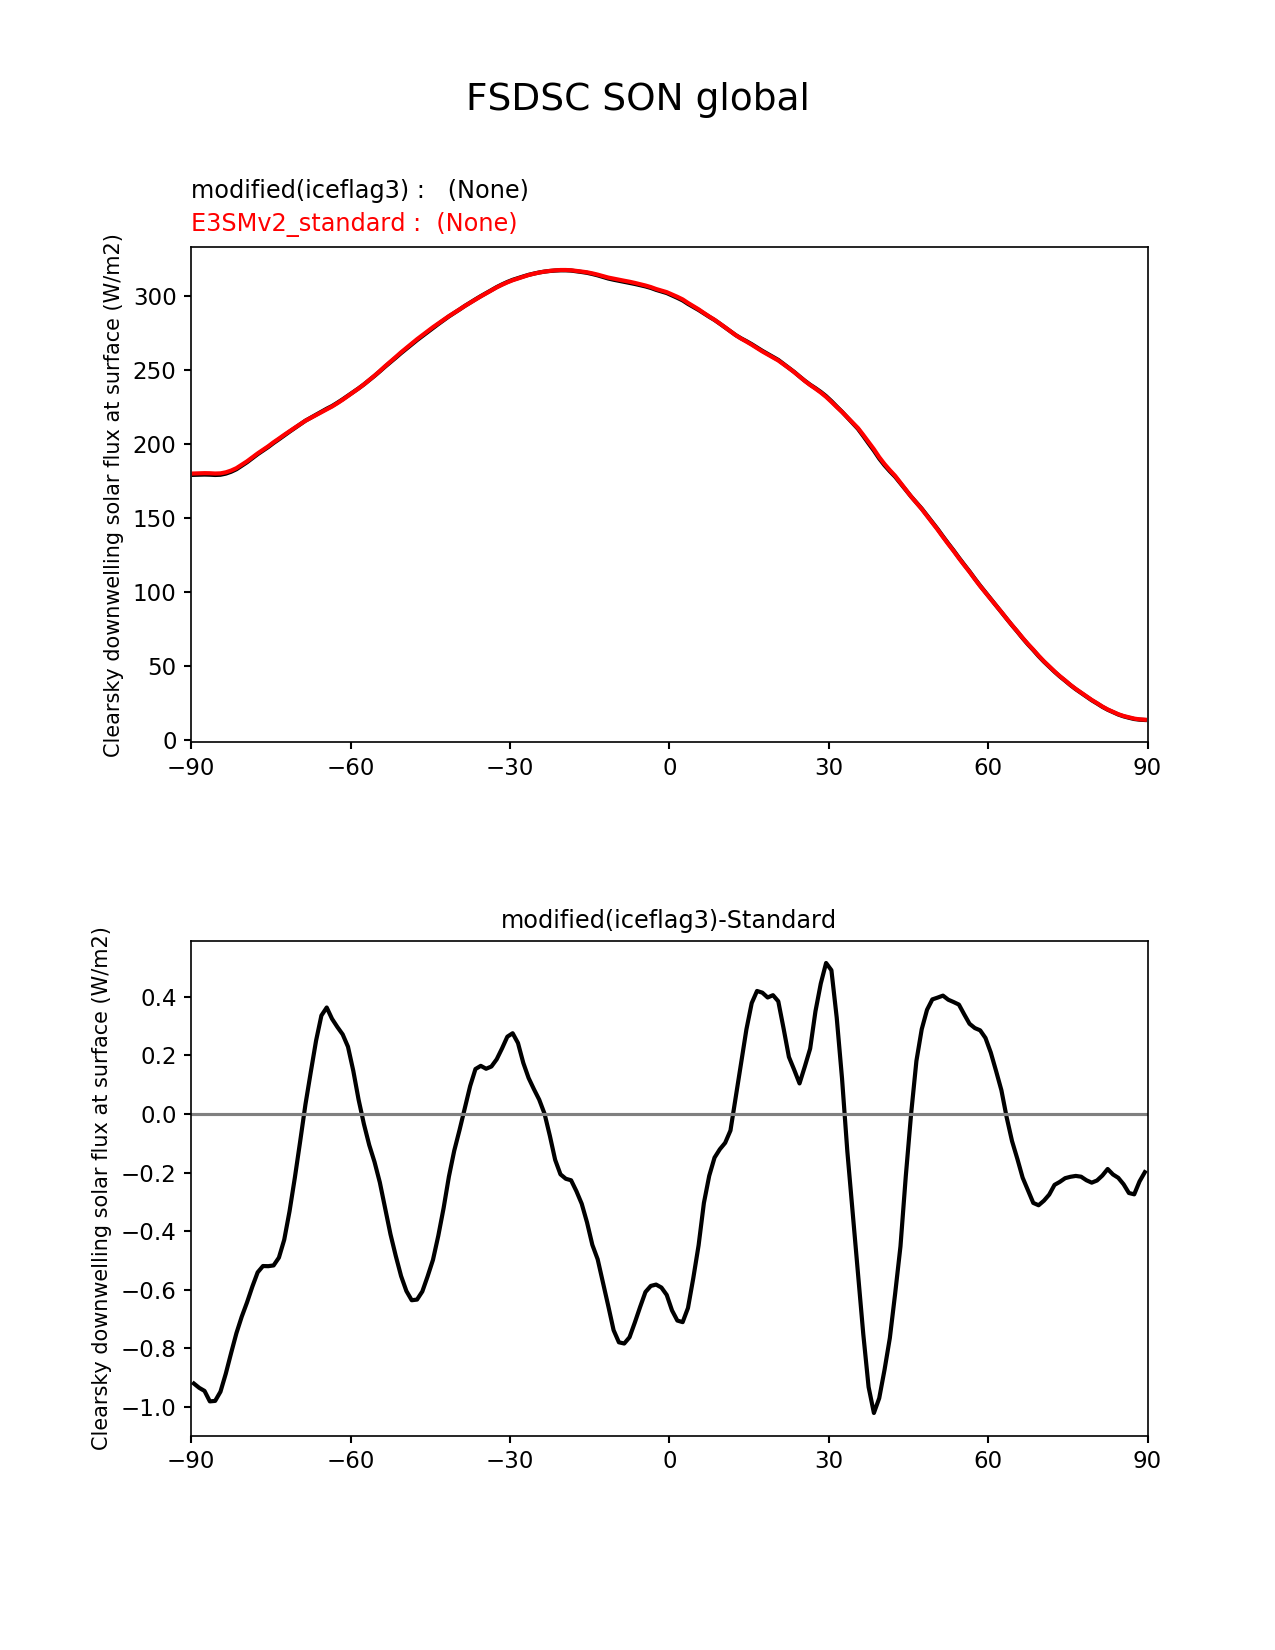 FSDSC SON global
modified(iceflag3) :   (None)
E3SMv2_standard :  (None)
Clearsky downwelling solar flux at surface (W/m2)
300
250
200
150
100
50
0
−90 −60 −30 0 30 60 90
modified(iceflag3)-Standard
Clearsky downwelling solar flux at surface (W/m2)
0.4
0.2
0.0
−0.2
−0.4
−0.6
−0.8
−1.0
−90 −60 −30 0 30 60 90